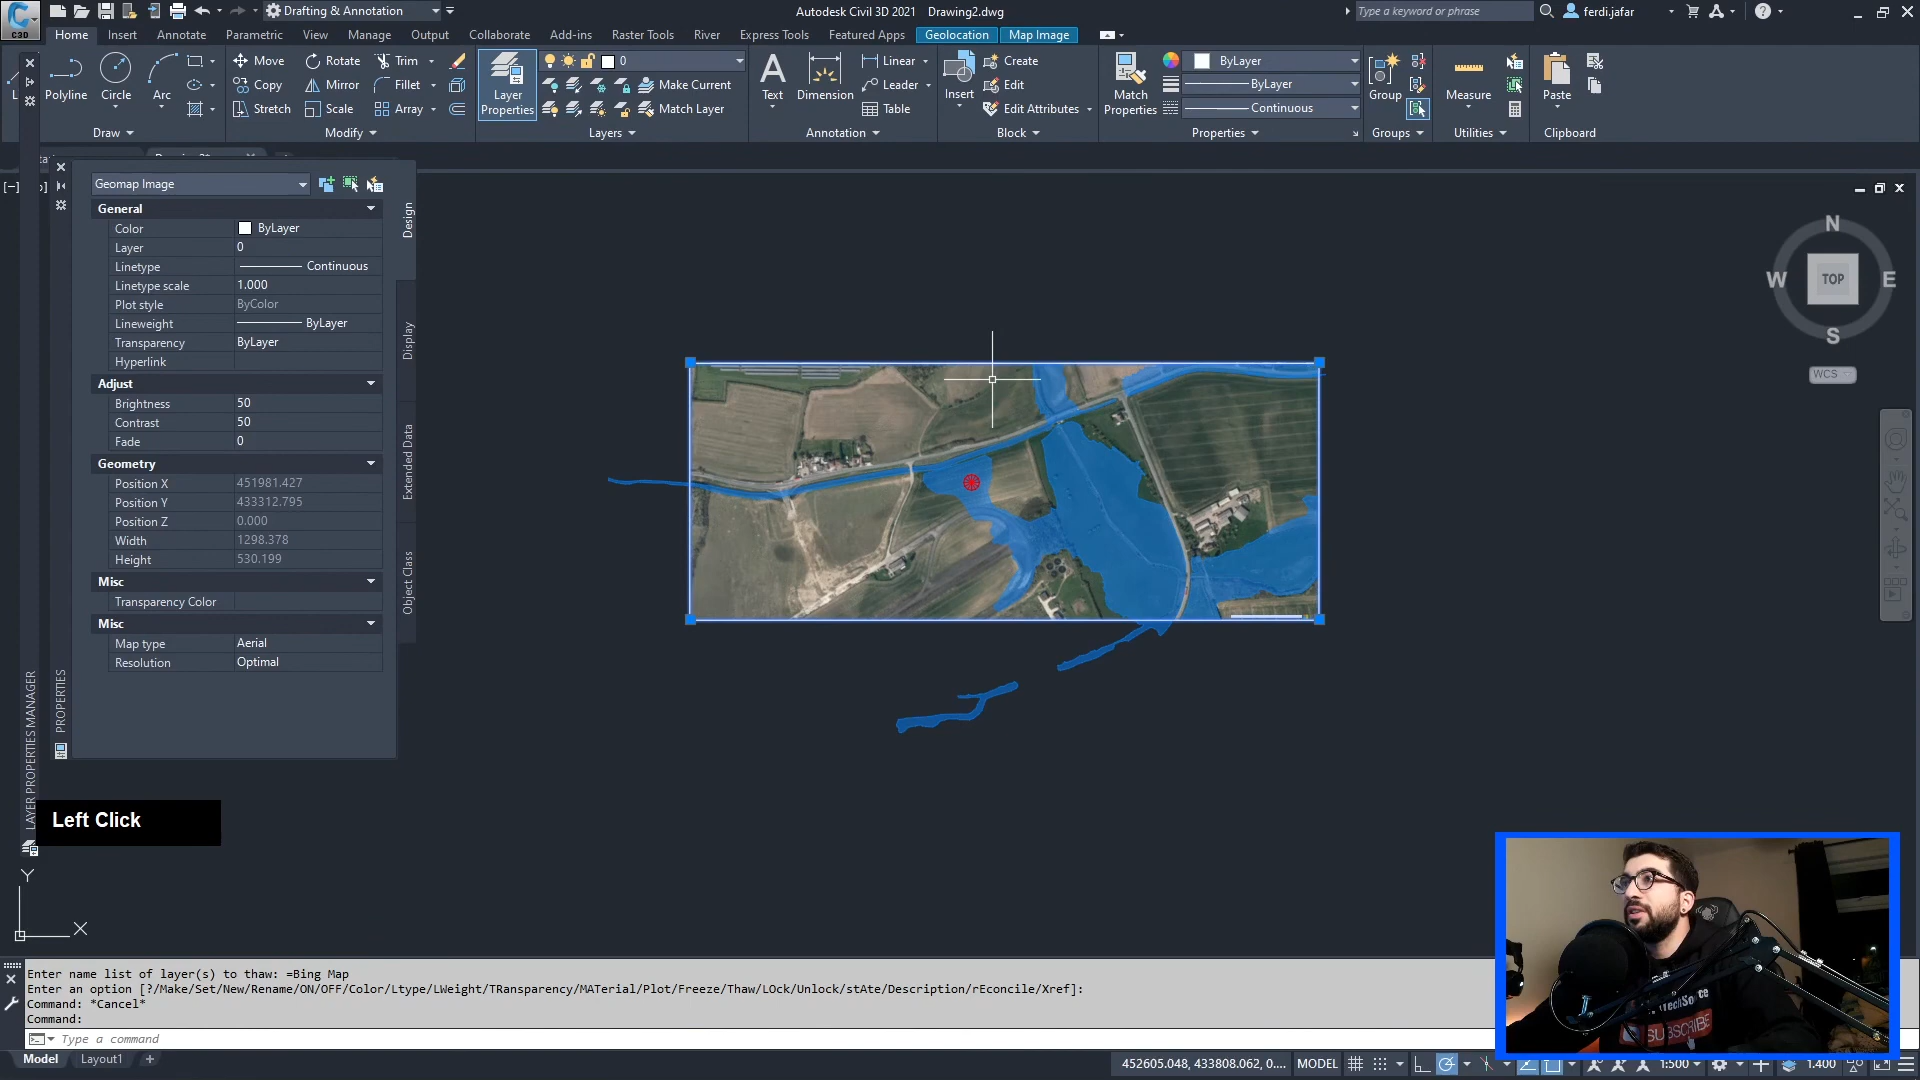 C3D
Drafting & Annotation
Autodesk Civil 3D 2021 Drawing2.dwg
Type a keyword or phrase
ferdi.jafar
Home Insert Annotate Parametric View Manage Output Collaborate Add-ins Raster Tools River Express Tools Featured Apps Geolocation Map Image
Polyline
Circle
Arc
Move
Rotate
Trim
Copy
Mirror
Fillet
Stretch
Scale
Array
Layer
Properties
0
Make Current
Match Layer
Text
Dimension
Linear
Leader
Table
Insert
Create
Edit
Edit Attributes
Match
Properties
ByLayer
ByLayer
Continuous
Group
Measure
Paste
Draw
Modify
Layers
Annotation
Block
Properties
Groups
Utilities
Clipboard
Geomap Image
General
Color ByLayer
Layer 0
Linetype Continuous
Linetype scale 1.000
Plot style ByColor
Lineweight ByLayer
Transparency ByLayer
Hyperlink
Adjust
Brightness 50
Contrast 50
Fade 0
Geometry
Position X 451981.427
Position Y 433312.795
Position Z 0.000
Width 1298.378
Height 530.199
Misc
Transparency Color
Misc
Map type Aerial
Resolution Optimal
Design
Display
Extended Data
Object Class
PROPERTIES
LAYER PROPERTIES MANAGER
N
W
TOP
E
S
WCS
Left Click
Y
X
Enter name list of layer(s) to thaw: =Bing Map
Enter an option [?/Make/Set/New/Rename/ON/OFF/Color/Ltype/LWeight/TRansparency/MATerial/Plot/Freeze/Thaw/LOck/Unlock/stAte/Description/rEconcile/Xref]:
Command: *Cancel*
Command:
Type a command
Model Layout1 +
452605.048, 433808.062, 0.... MODEL
1:500
1.400
TechSource
SUBSCRIBE